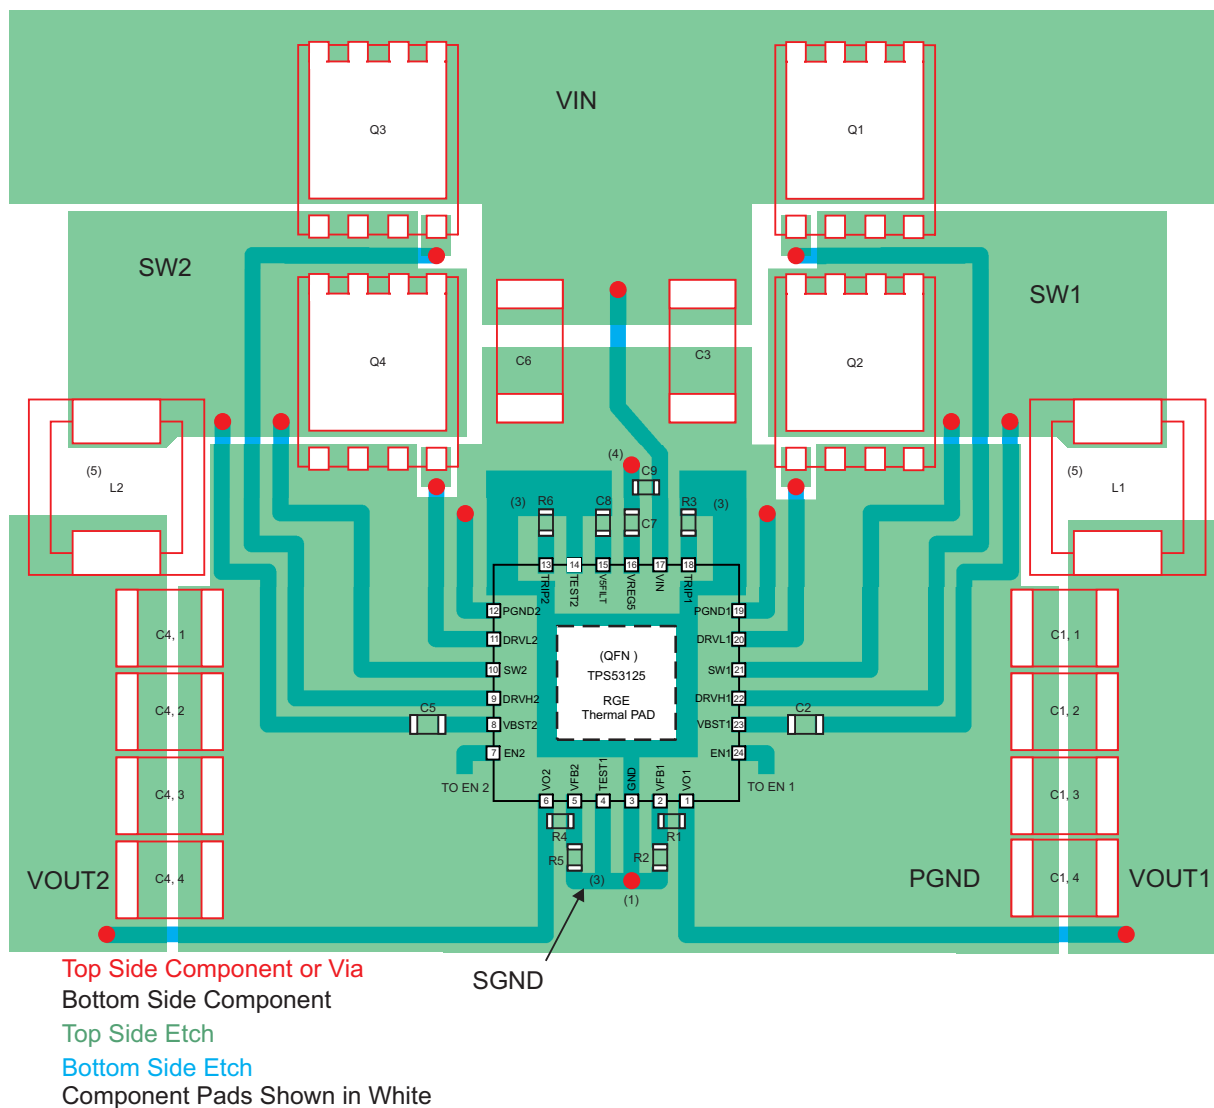 VIN
Q3
Q1
SW2
SW1
Q4
C6
C3
Q2
(5)
L2
(5)
L1
(4)
C9
(3)
R6
C8
C7
R3
(3)
13
14
15
16
17
18
TRIP2
TEST2
V5FILT
VREG5
VIN
TRIP1
12 PGND2
11 DRVL2
10 SW2
9 DRVH2
8 VBST2
7 EN2
PGND1 19
DRVL1 20
SW1 21
DRVH1 22
VBST1 23
EN1 24
(QFN )
TPS53125
RGE
Thermal PAD
C5
C2
TO EN 2
TO EN 1
VO2
VFB2
TEST1
GND
VFB1
VO1
6
5
4
3
2
1
R4
R1
R5
R2
(3)
(1)
C4, 1
C4, 2
C4, 3
C4, 4
C1, 1
C1, 2
C1, 3
C1, 4
VOUT2
PGND
VOUT1
SGND
Top Side Component or Via
Bottom Side Component
Top Side Etch
Bottom Side Etch
Component Pads Shown in White